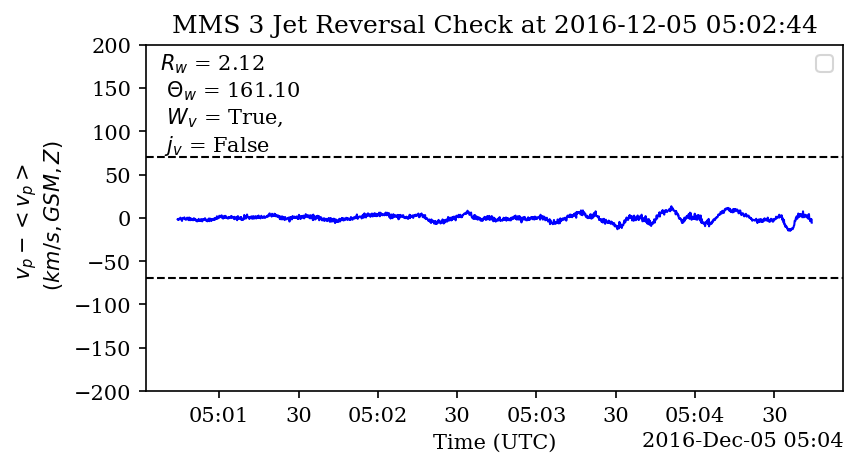 MMS 3 Jet Reversal Check at 2016-12-05 05:02:44
R_w = 2.12
Θ_w = 161.10
W_v = True,
j_v = False
200
150
100
50
0
−50
−100
−150
−200
v_p − < v_p >
(km/s, GSM, Z)
05:01 30 05:02 30 05:03 30 05:04 30
Time (UTC)
2016-Dec-05 05:04